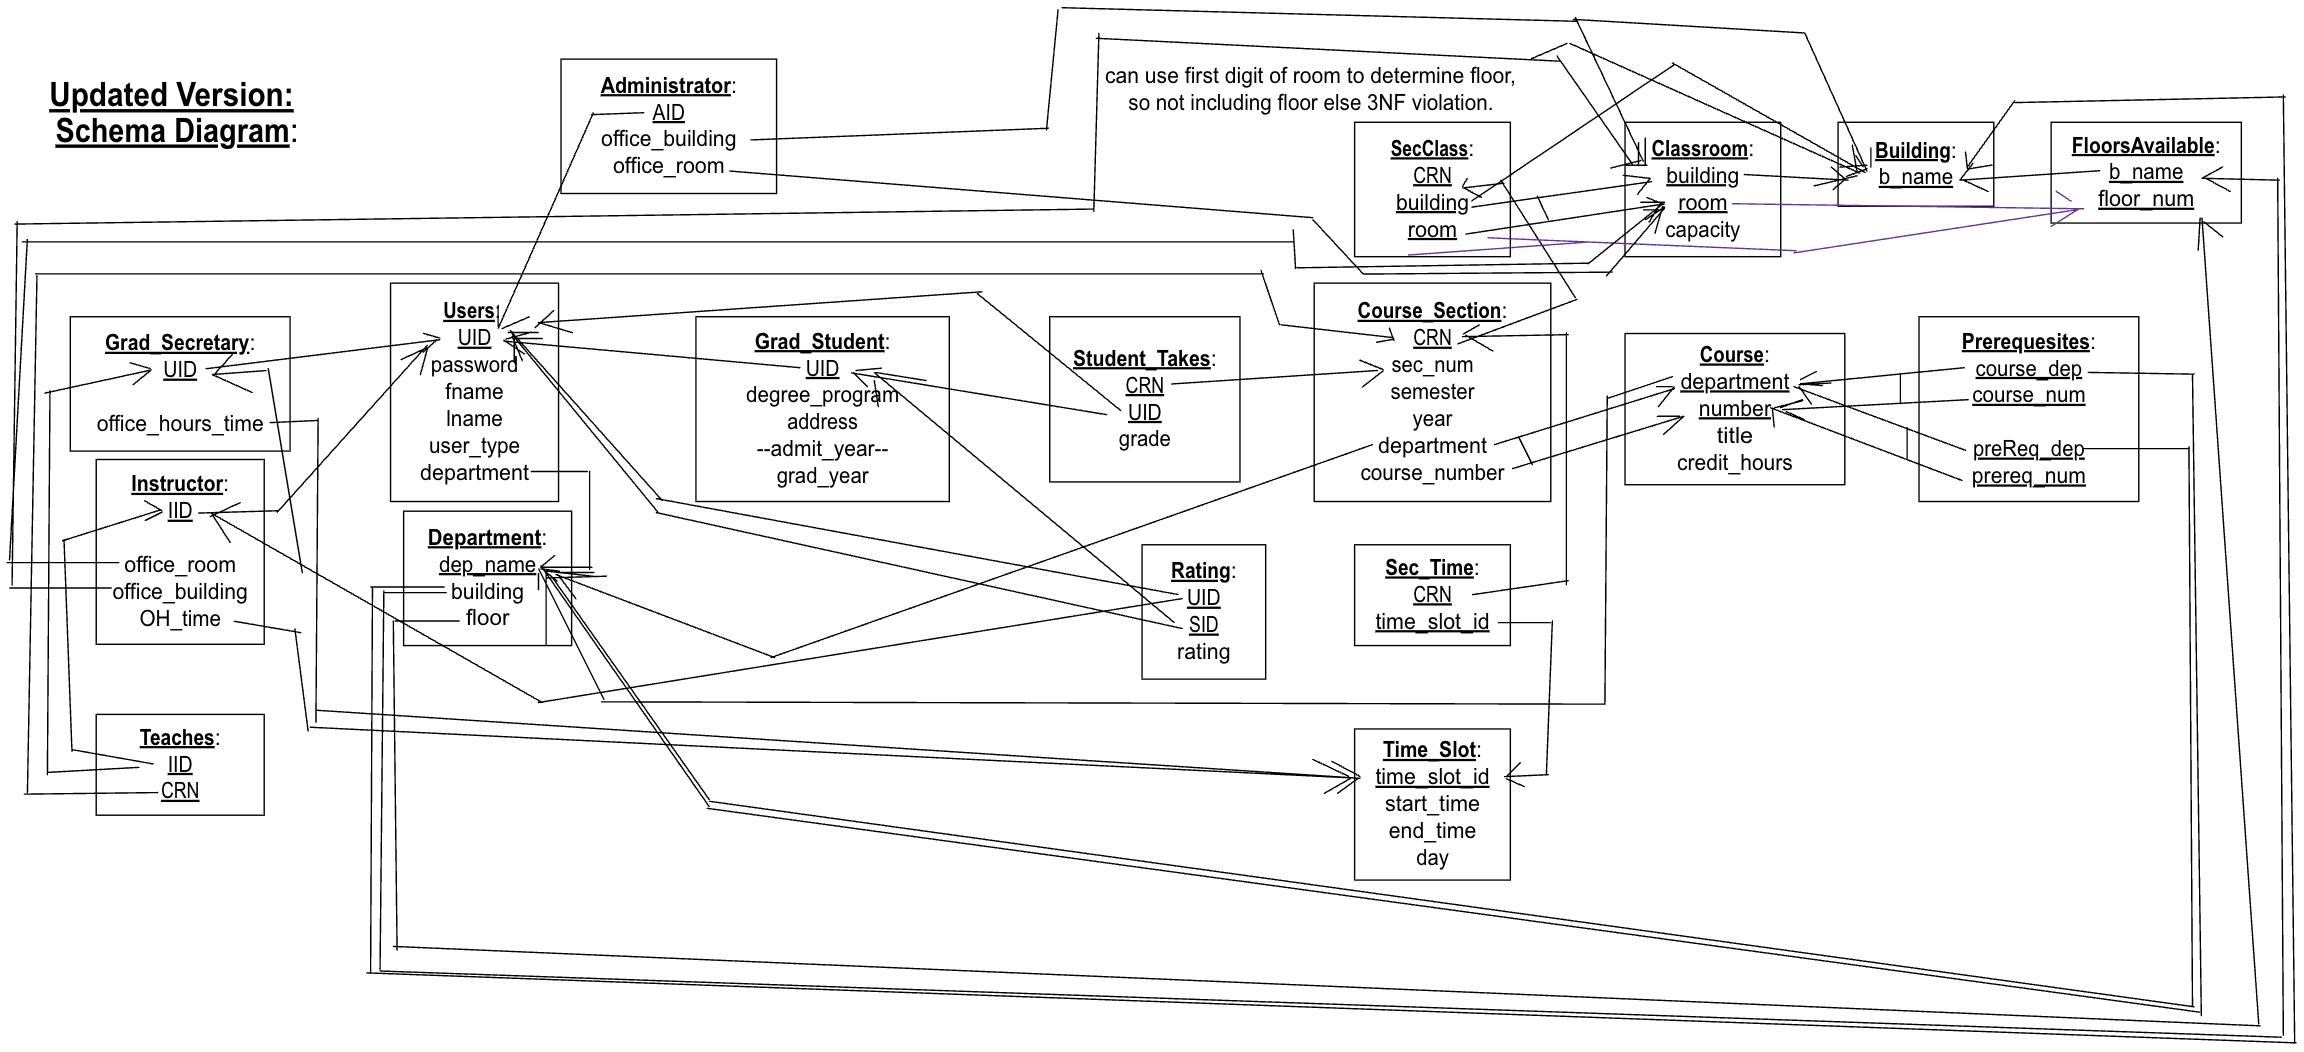 Updated Version:
Schema Diagram:
Administrator:
AID
office_building
office_room
can use first digit of room to determine floor,
so not including floor else 3NF violation.
SecClass:
CRN
building
room
Classroom:
building
room
capacity
Building:
b_name
FloorsAvailable:
b_name
floor_num
Grad_Secretary:
UID
office_hours_time
Users:
UID
password
fname
lname
user_type
department
Grad_Student:
UID
degree_program
address
--admit_year--
grad_year
Student_Takes:
CRN
UID
grade
Course_Section:
CRN
sec_num
semester
year
department
course_number
Course:
department
number
title
credit_hours
Prerequesites:
course_dep
course_num
preReq_dep
prereq_num
Instructor:
IID
office_room
office_building
OH_time
Department:
dep_name
building
floor
Rating:
UID
SID
rating
Sec_Time:
CRN
time_slot_id
Teaches:
IID
CRN
Time_Slot:
time_slot_id
start_time
end_time
day